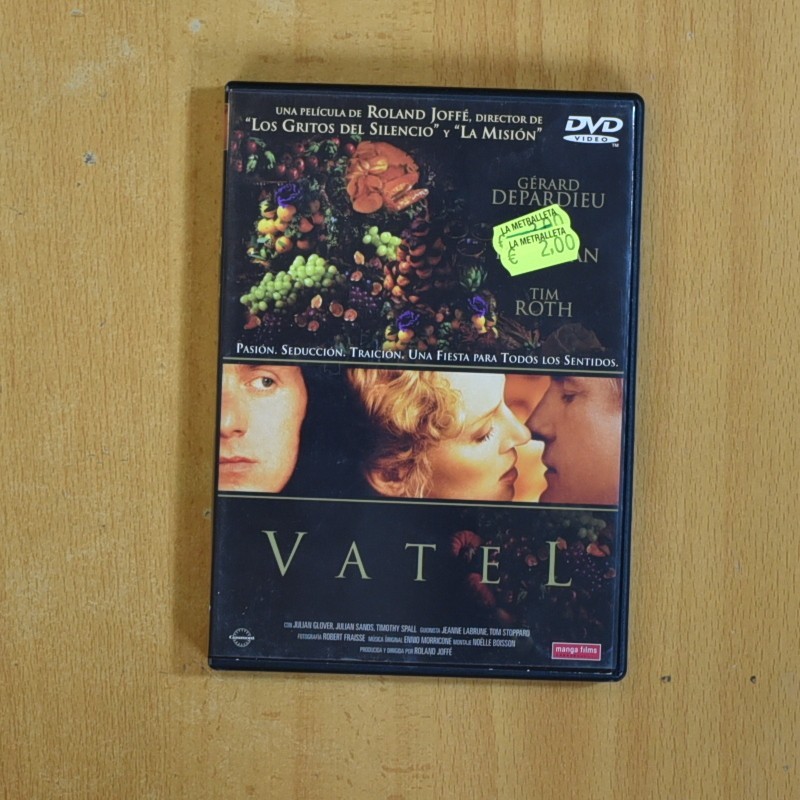 UNA PELÍCULA DE ROLAND JOFFÉ, DIRECTOR DE
"LOS GRITOS DEL SILENCIO" Y "LA MISIÓN"
DVD
VIDEO
TM
GÉRARD
DEPARDIEU
LA METRALLETA
LA METRALLETA
€ 2,00
AN
TIM
ROTH
PASIÓN. SEDUCCIÓN. TRAICIÓN. UNA FIESTA PARA TODOS LOS SENTIDOS.
VATEL
CON JULIAN GLOVER, JULIAN SANDS, TIMOTHY SPALL GUIONISTA JEANNE LABRUNE, TOM STOPPARD
FOTOGRAFÍA ROBERT FRAISSE MÚSICA ORIGINAL ENNIO MORRICONE MONTAJE NOËLLE BOISSON
PRODUCIDA Y DIRIGIDA POR ROLAND JOFFÉ
Gaumont
manga films